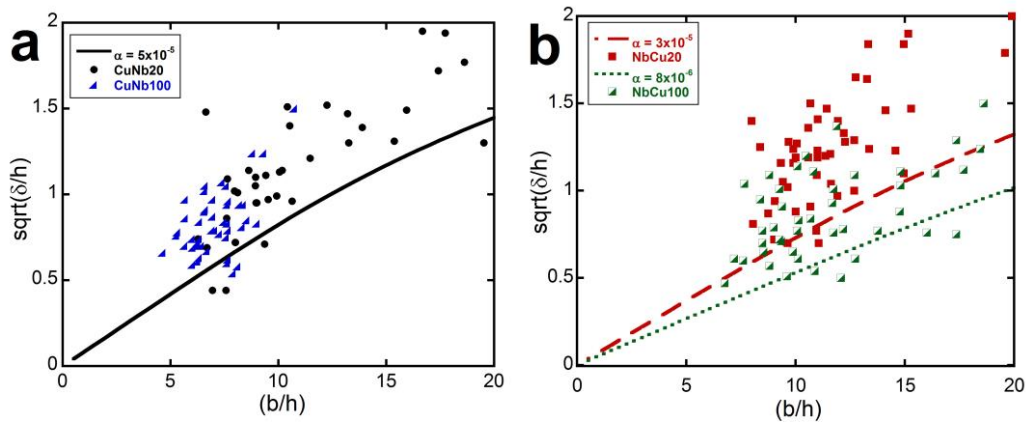 a
2
1.5
1
0.5
0
sqrt(δ/h)
α = 5x10⁻⁵
CuNb20
CuNb100
0 5 10 15 20
(b/h)
b
2
1.5
1
0.5
0
sqrt(δ/h)
α = 3x10⁻⁵
NbCu20
α = 8x10⁻⁶
NbCu100
0 5 10 15 20
(b/h)